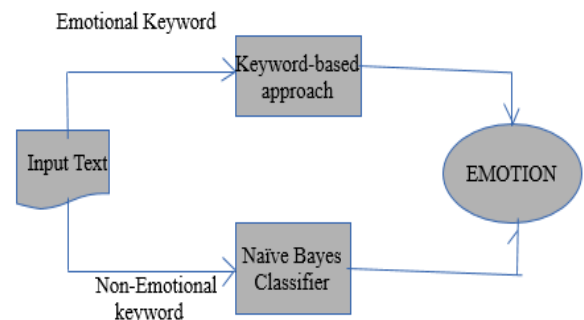 Emotional Keyword
Keyword-based
approach
Input Text
EMOTION
Naïve Bayes
Classifier
Non-Emotional
keyword